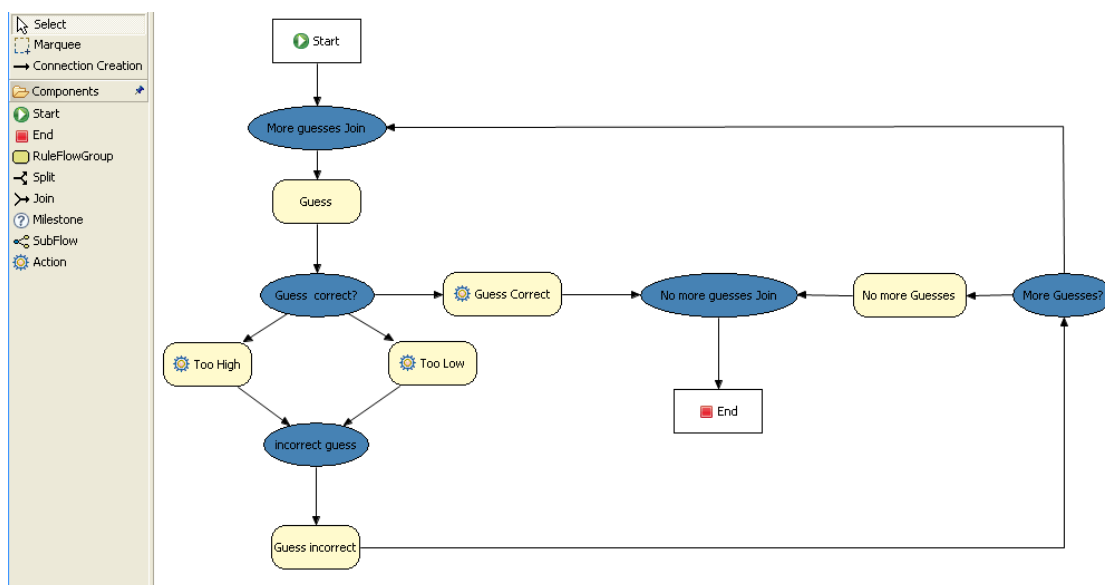 Select
Marquee
Connection Creation
Components
Start
End
RuleFlowGroup
Split
Join
Milestone
SubFlow
Action
Start
More guesses Join
Guess
Guess correct?
Guess Correct
No more guesses Join
No more Guesses
More Guesses?
Too High
Too Low
End
incorrect guess
Guess incorrect